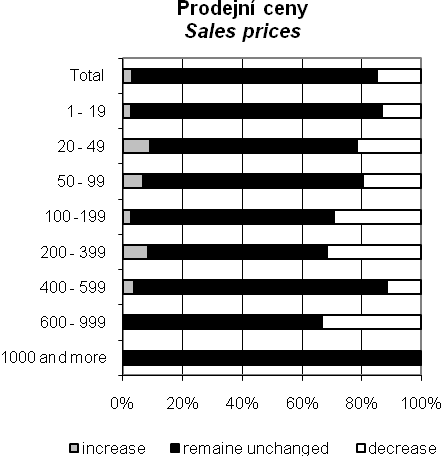 Prodejní ceny
Sales prices
Total
1 - 19
20 - 49
50 - 99
100 -199
200 - 399
400 - 599
600 - 999
1000 and more
0% 20% 40% 60% 80% 100%
increase remaine unchanged decrease